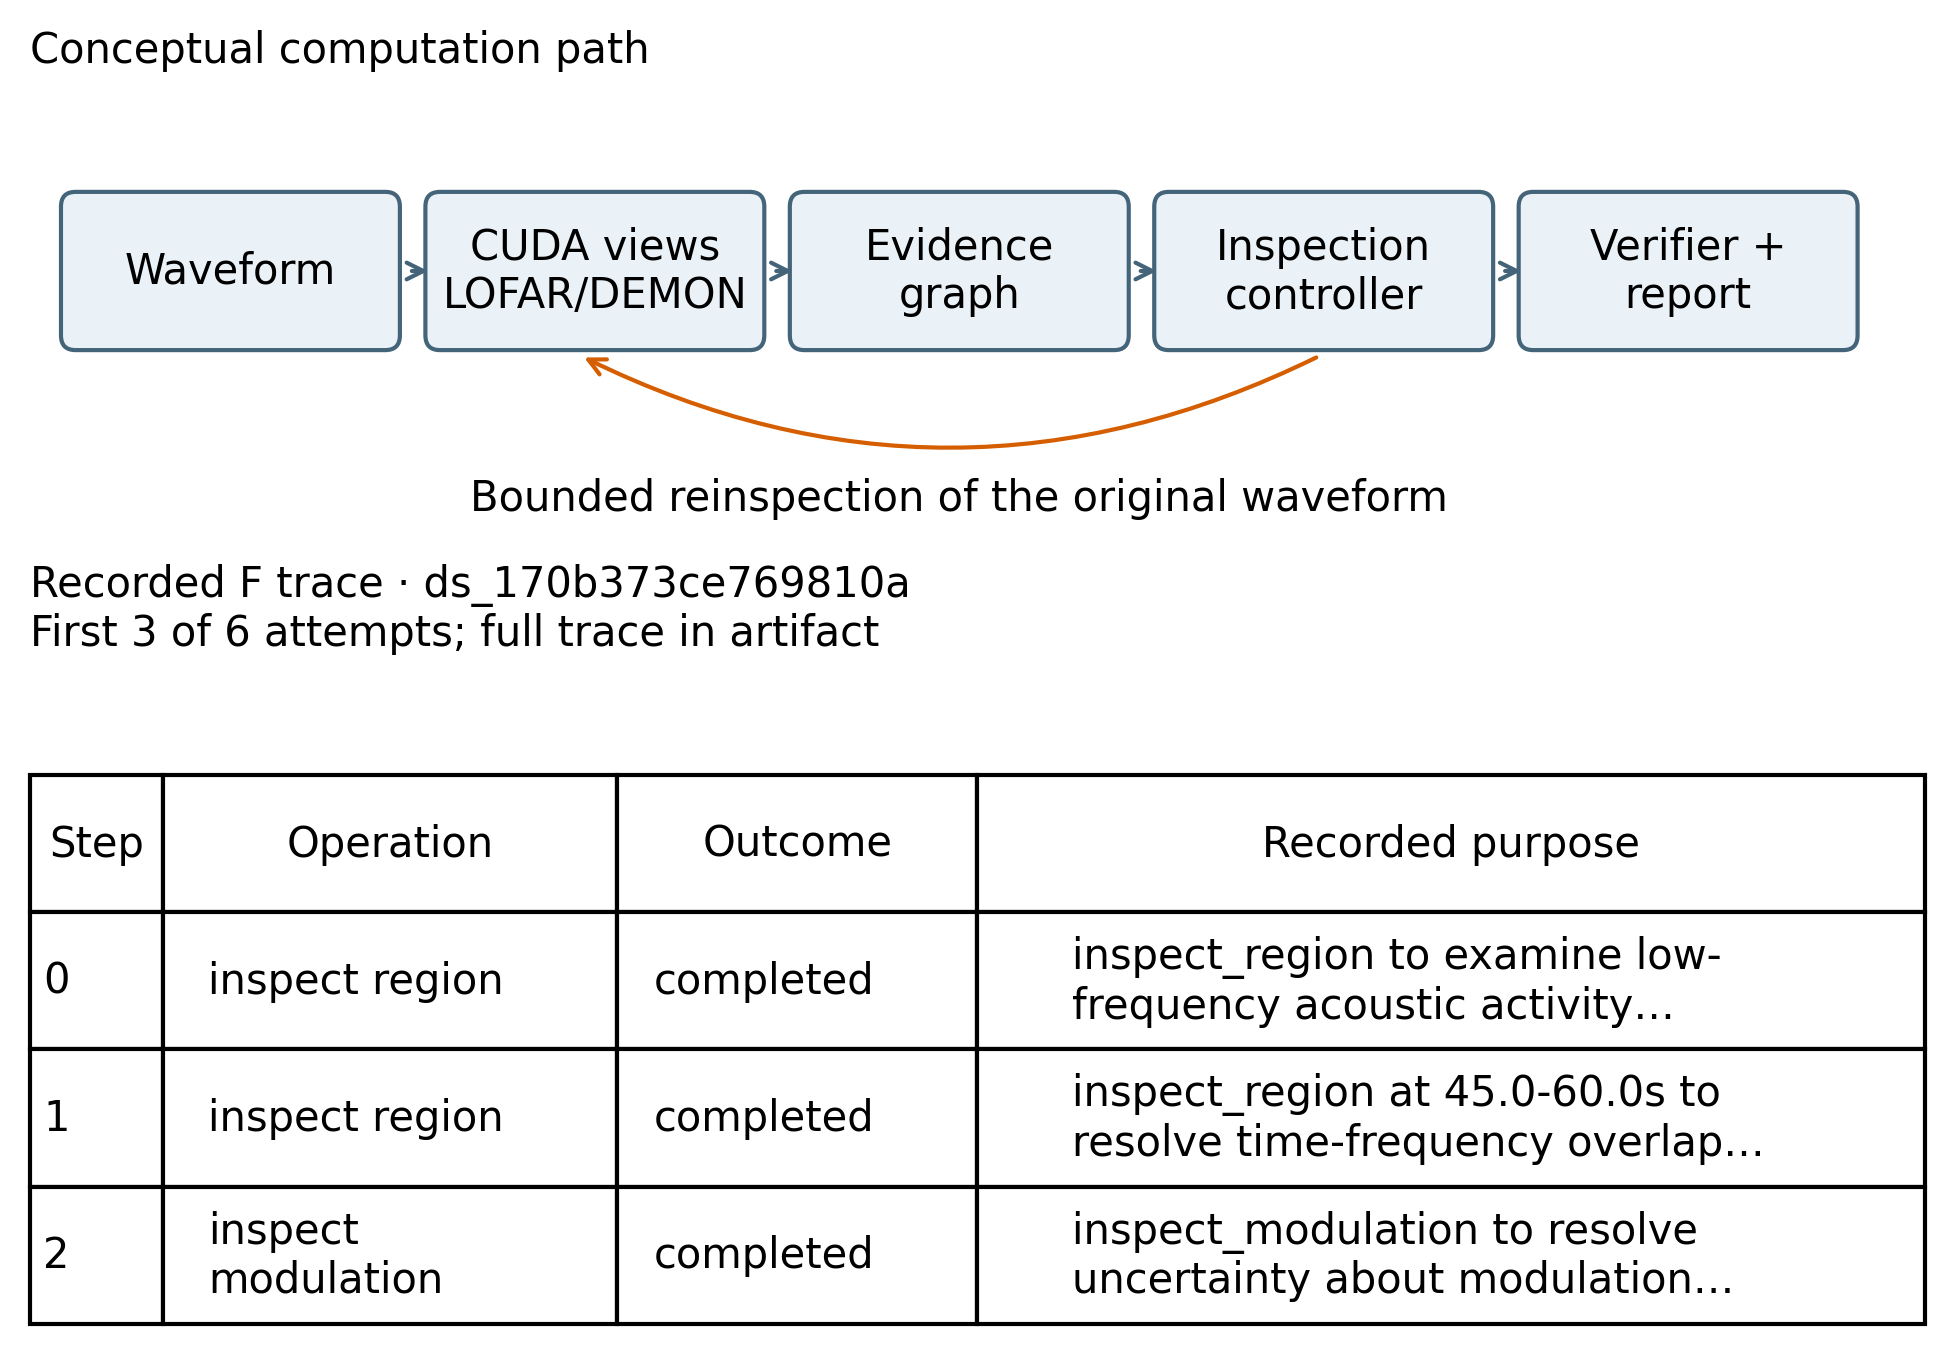 Conceptual computation path
Waveform
CUDA views
LOFAR/DEMON
Evidence
graph
Inspection
controller
Verifier +
report
Bounded reinspection of the original waveform
Recorded F trace · ds_170b373ce769810a
First 3 of 6 attempts; full trace in artifact
Step
Operation
Outcome
Recorded purpose
0
inspect region
completed
inspect_region to examine low-
frequency acoustic activity...
1
inspect region
completed
inspect_region at 45.0-60.0s to
resolve time-frequency overlap...
2
inspect
modulation
completed
inspect_modulation to resolve
uncertainty about modulation...